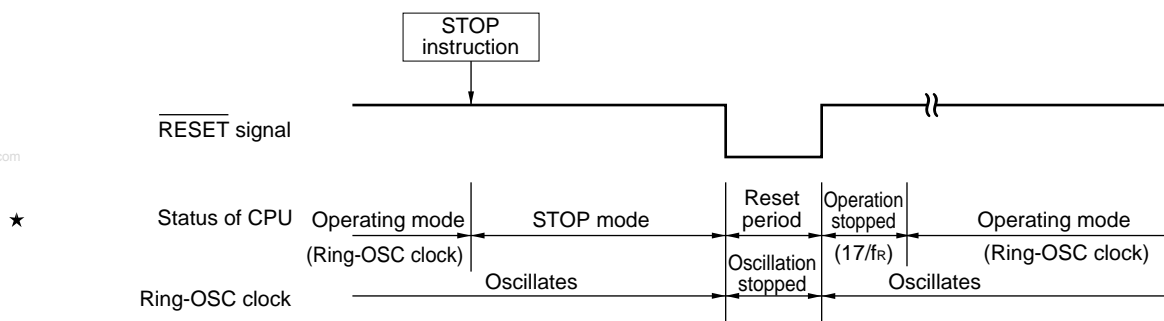 STOP
instruction
RESET signal
com
★
Status of CPU
Operating mode
(Ring-OSC clock)
STOP mode
Reset
period
Operation
stopped
(17/fR)
Operating mode
(Ring-OSC clock)
Ring-OSC clock
Oscillates
Oscillation
stopped
Oscillates